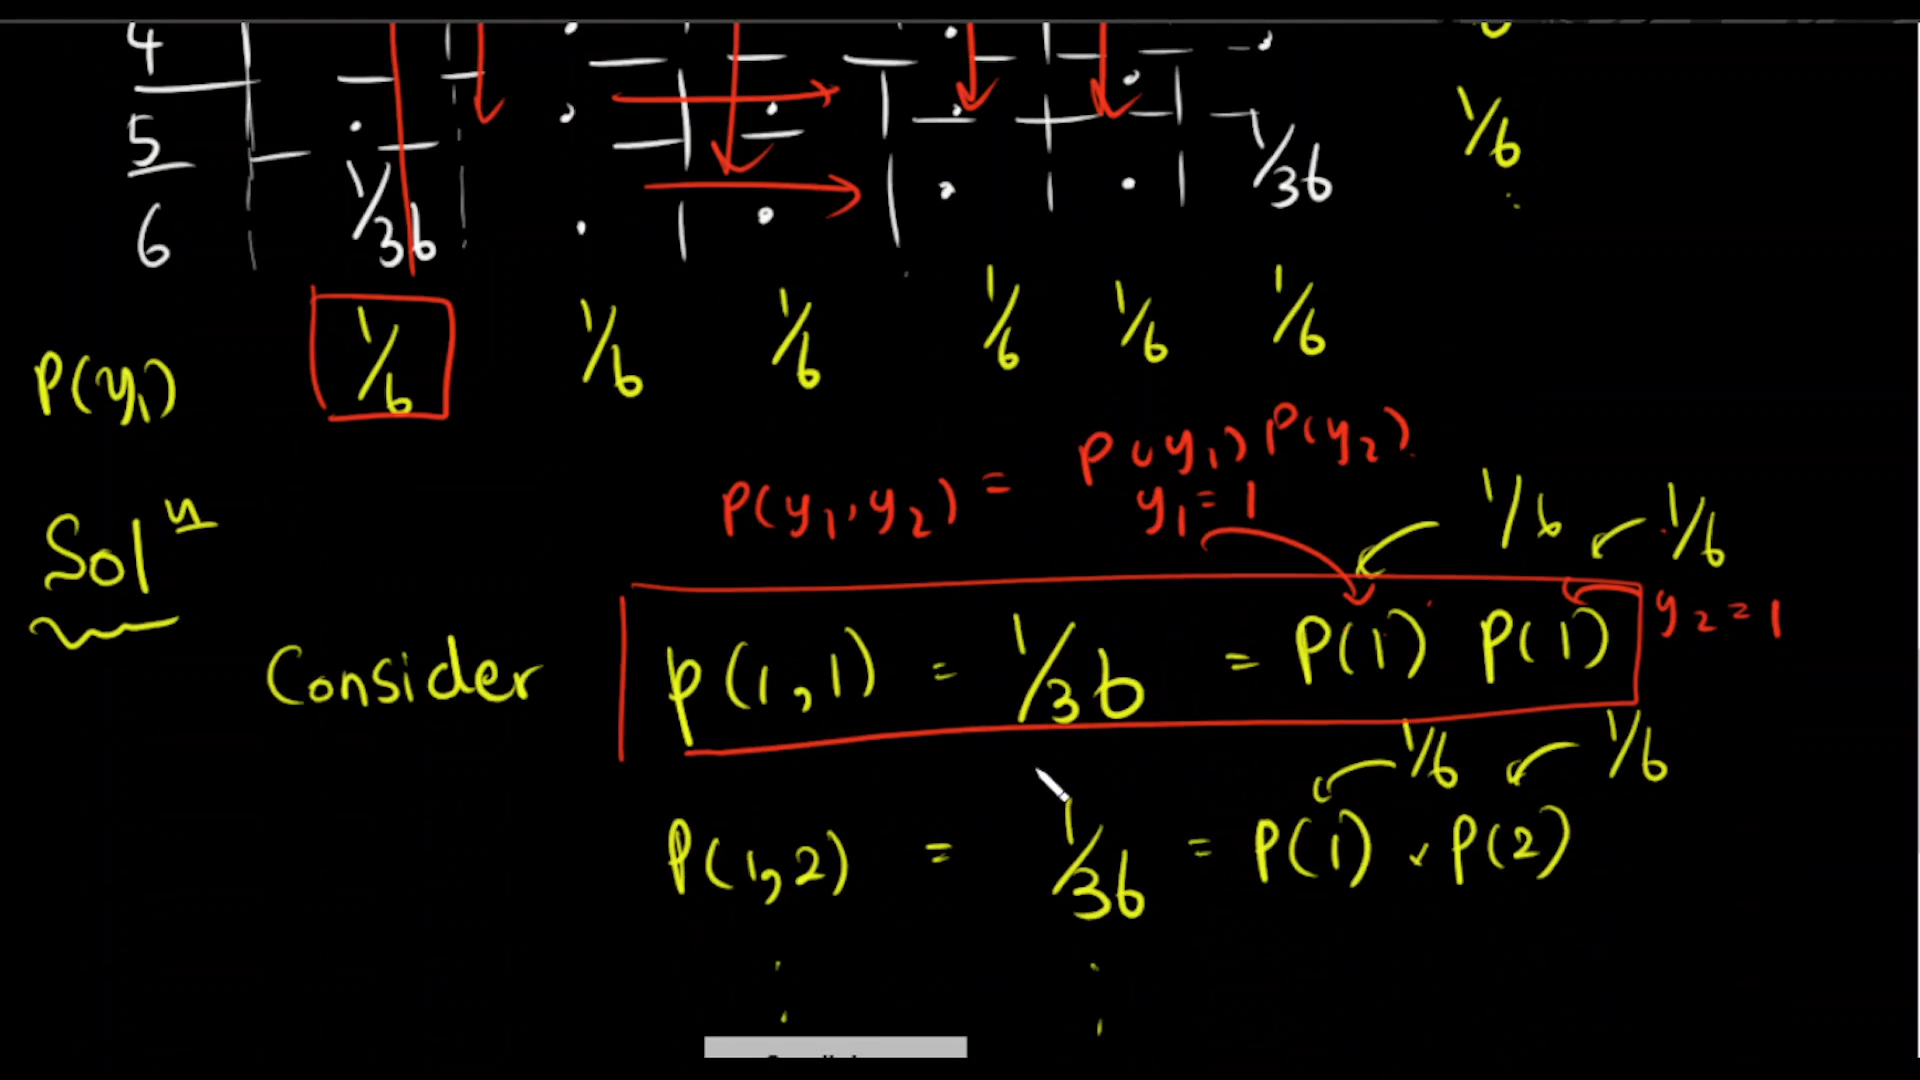 4
5
1/6
1/36
6 1/36
1/6 1/6 1/6 1/6 1/6 1/6
P(y₁)
P(y₁)P(y₂).
P(y₁,y₂) = y₁=1
Solⁿ 1/6 1/6
y₂=1
Consider p(1,1) = 1/36 = P(1) P(1)
1/6 1/6
P(1,2) = 1/36 = P(1) . P(2)